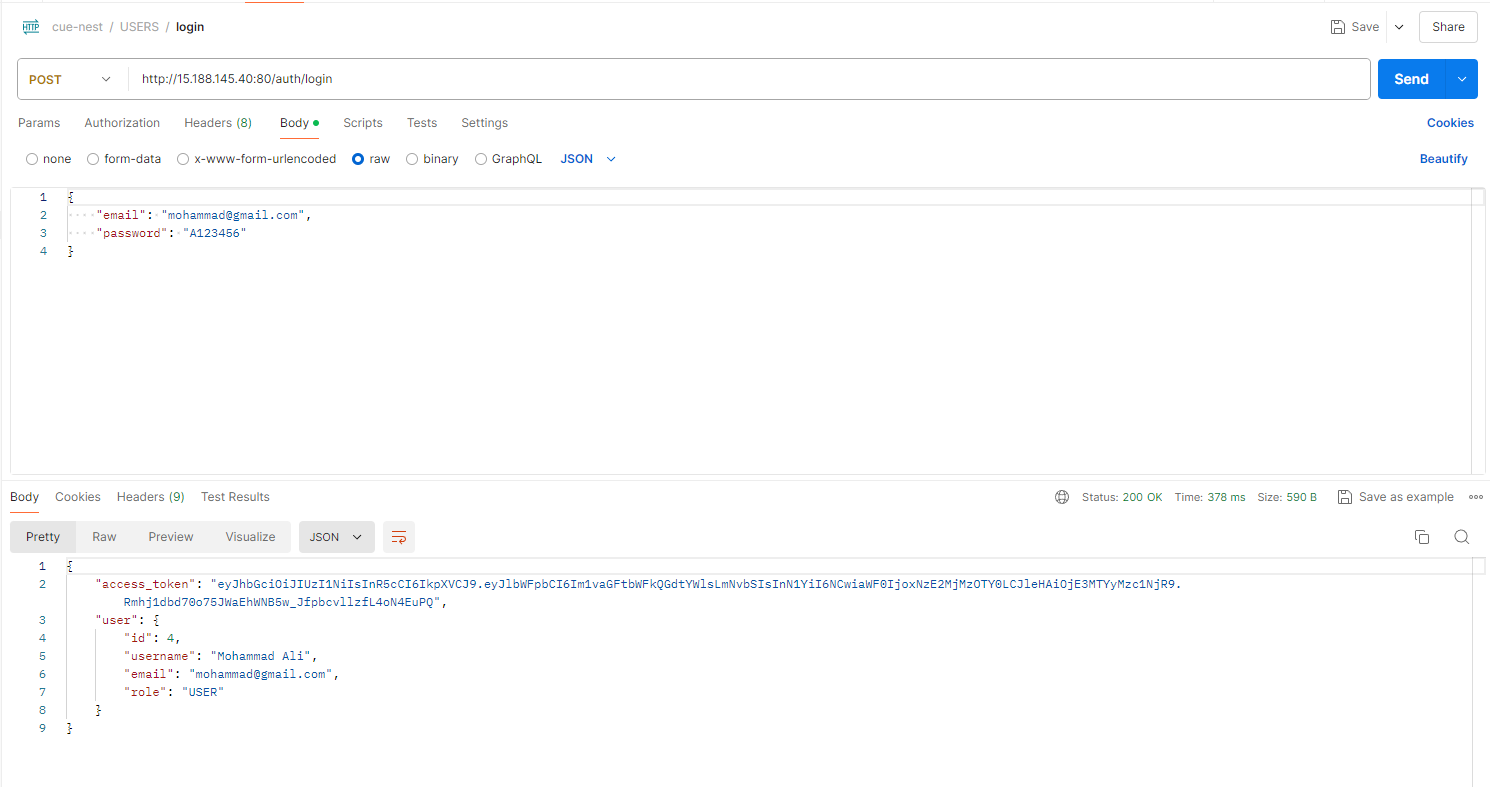 HTTP cue-nest / USERS / login Save Share
POST http://15.188.145.40:80/auth/login Send
Params Authorization Headers (8) Body Scripts Tests Settings Cookies
none form-data x-www-form-urlencoded raw binary GraphQL JSON Beautify
1 {
2 "email": "mohammad@gmail.com",
3 "password": "A123456"
4 }
Body Cookies Headers (9) Test Results Status: 200 OK Time: 378 ms Size: 590 B Save as example
Pretty Raw Preview Visualize JSON
1 {
2 "access_token": "eyJhbGciOiJIUzI1NiIsInR5cCI6IkpXVCJ9.eyJlbWFpbCI6Im1vaGFtbWFkQGdtYWlsLmNvbSIsInN1YiI6NCwiaWF0IjoxNzE2MjMzOTY0LCJleHAiOjE3MTYyMzc1NjR9.
Rmhj1dbd70o75JWaEhWNB5w_JfpbcvllzfL4oN4EuPQ",
3 "user": {
4 "id": 4,
5 "username": "Mohammad Ali",
6 "email": "mohammad@gmail.com",
7 "role": "USER"
8 }
9 }